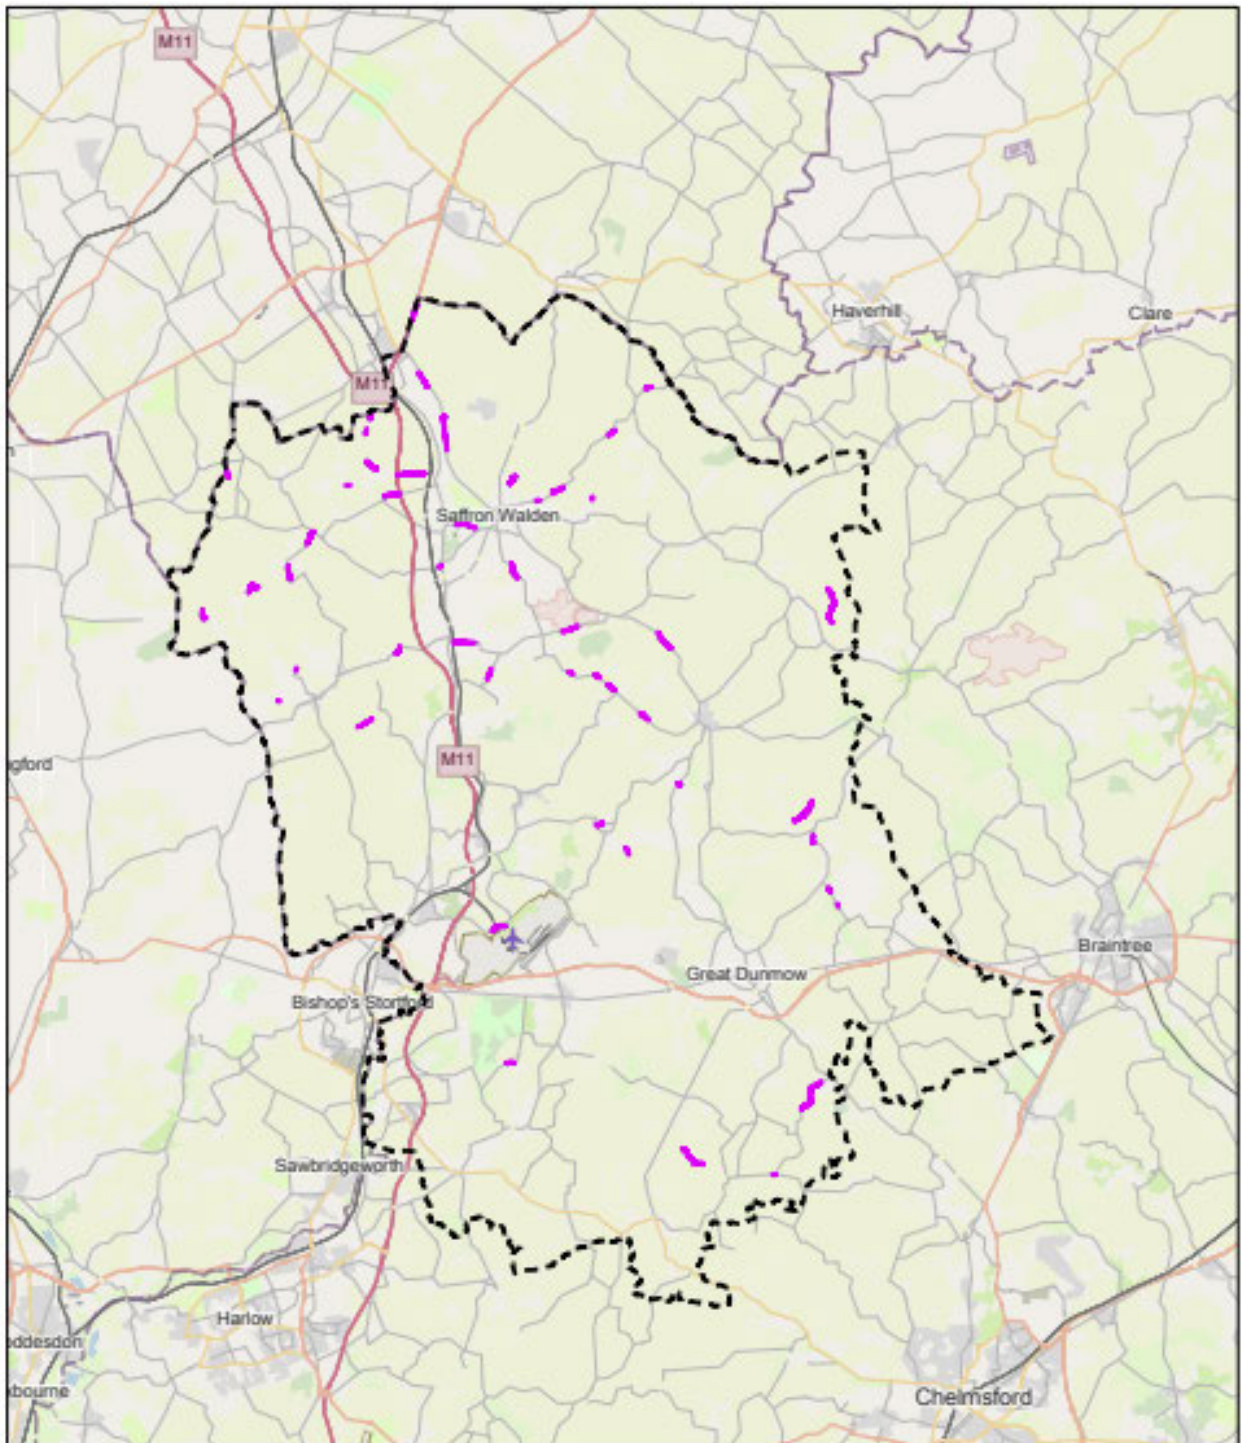 M11
Haverhill
Clare
M11
Saffron Walden
M11
gford
Braintree
Great Dunmow
Bishop's Stortford
Sawbridgeworth
Harlow
oddesdon
xbourne
Chelmsford